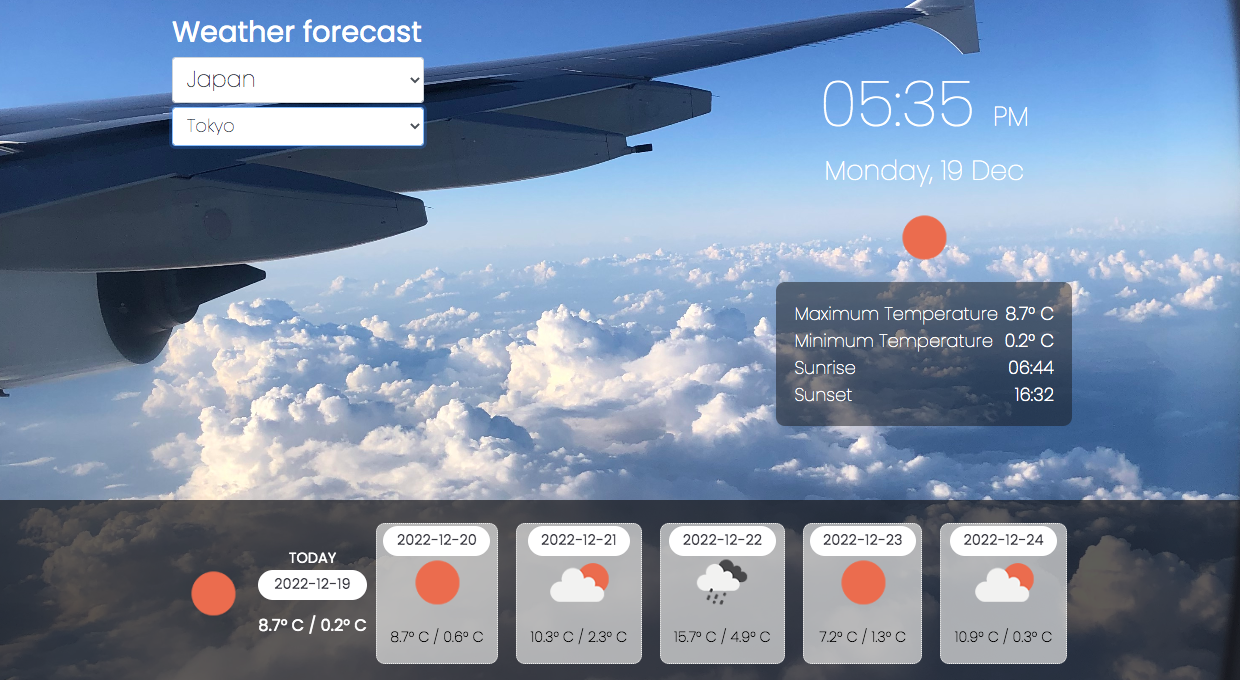 Weather forecast
Japan
Tokyo
05:35 PM
Monday, 19 Dec
Maximum Temperature 8.7° C
Minimum Temperature 0.2° C
Sunrise 06:44
Sunset 16:32
TODAY
2022-12-19
8.7° C / 0.2° C
2022-12-20
8.7° C / 0.6° C
2022-12-21
10.3° C / 2.3° C
2022-12-22
15.7° C / 4.9° C
2022-12-23
7.2° C / 1.3° C
2022-12-24
10.9° C / 0.3° C